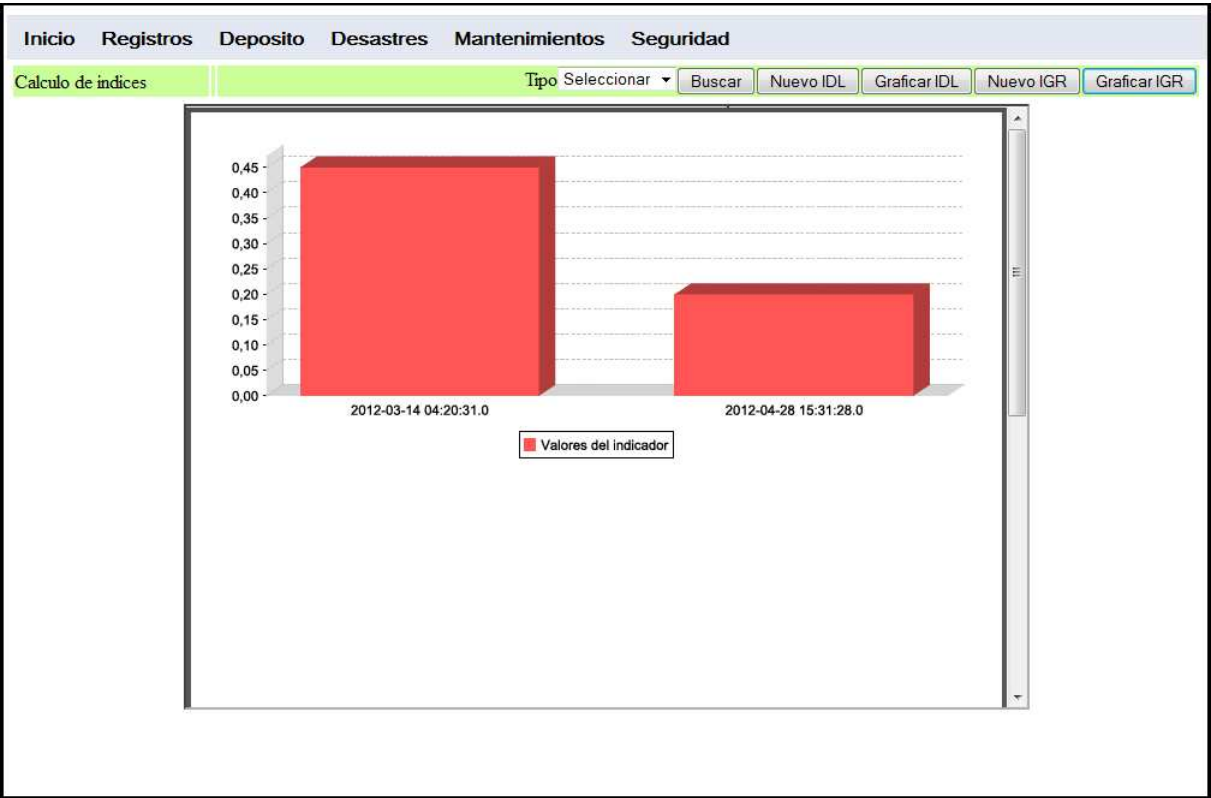 Inicio Registros Deposito Desastres Mantenimientos Seguridad
Calculo de indices Tipo Seleccionar Buscar Nuevo IDL Graficar IDL Nuevo IGR Graficar IGR
0,45
0,40
0,35
0,30
0,25
0,20
0,15
0,10
0,05
0,00
2012-03-14 04:20:31.0 2012-04-28 15:31:28.0
Valores del indicador